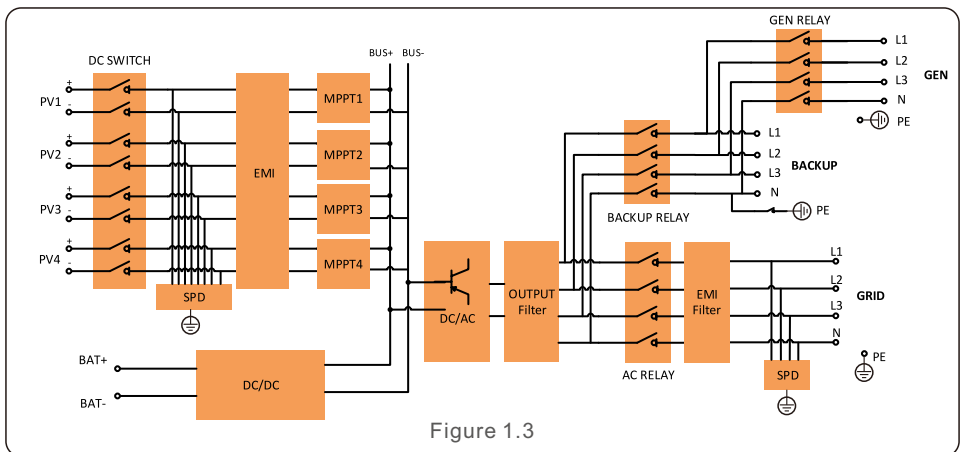 GEN RELAY
L1
L2
GEN
L3
N
PE
DC SWITCH
BUS+ BUS-
+
PV1
-
+
PV2
-
+
PV3
-
+
PV4
-
EMI
MPPT1
MPPT2
MPPT3
MPPT4
SPD
L1
L2
BACKUP
L3
N
PE
BACKUP RELAY
DC/AC
OUTPUT
Filter
EMI
Filter
AC RELAY
L1
L2
GRID
L3
N
PE
SPD
BAT+
BAT-
DC/DC
Figure 1.3